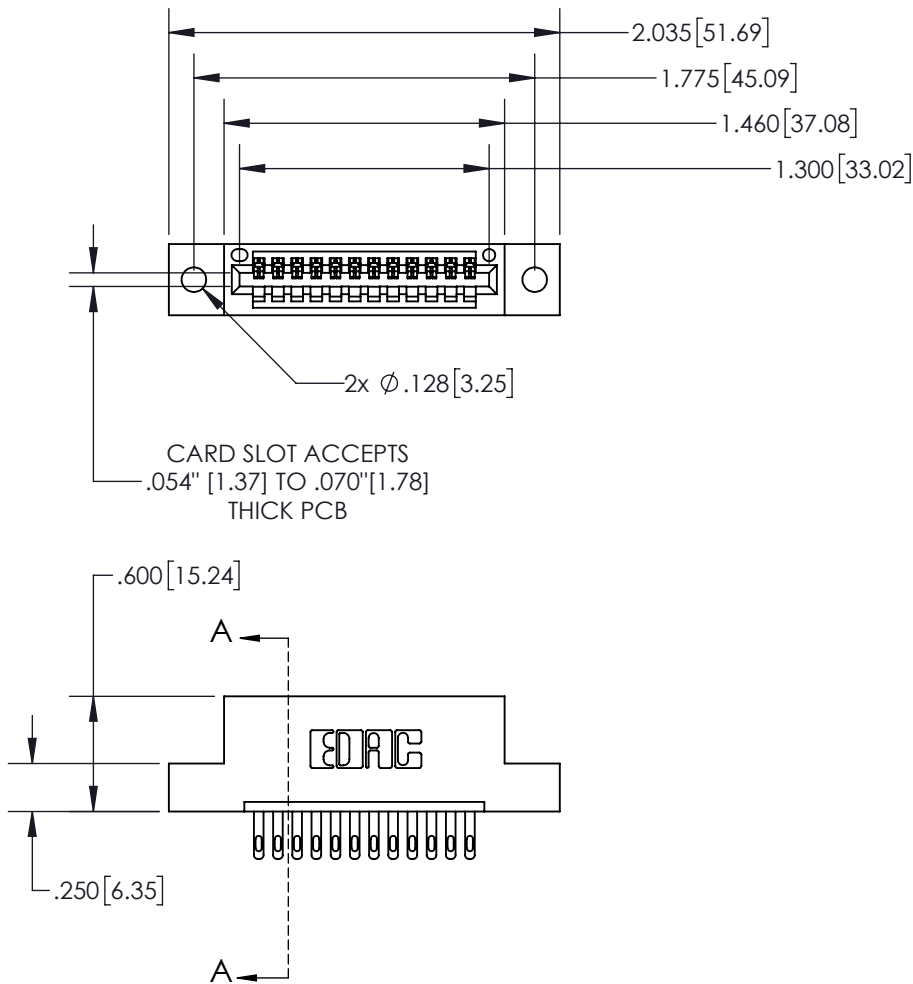 2.035[51.69]
1.775[45.09]
1.460[37.08]
1.300[33.02]
2x ∅.128[3.25]
CARD SLOT ACCEPTS
.054" [1.37] TO .070"[1.78]
THICK PCB
.600[15.24]
A
EDAC
.250[6.35]
A